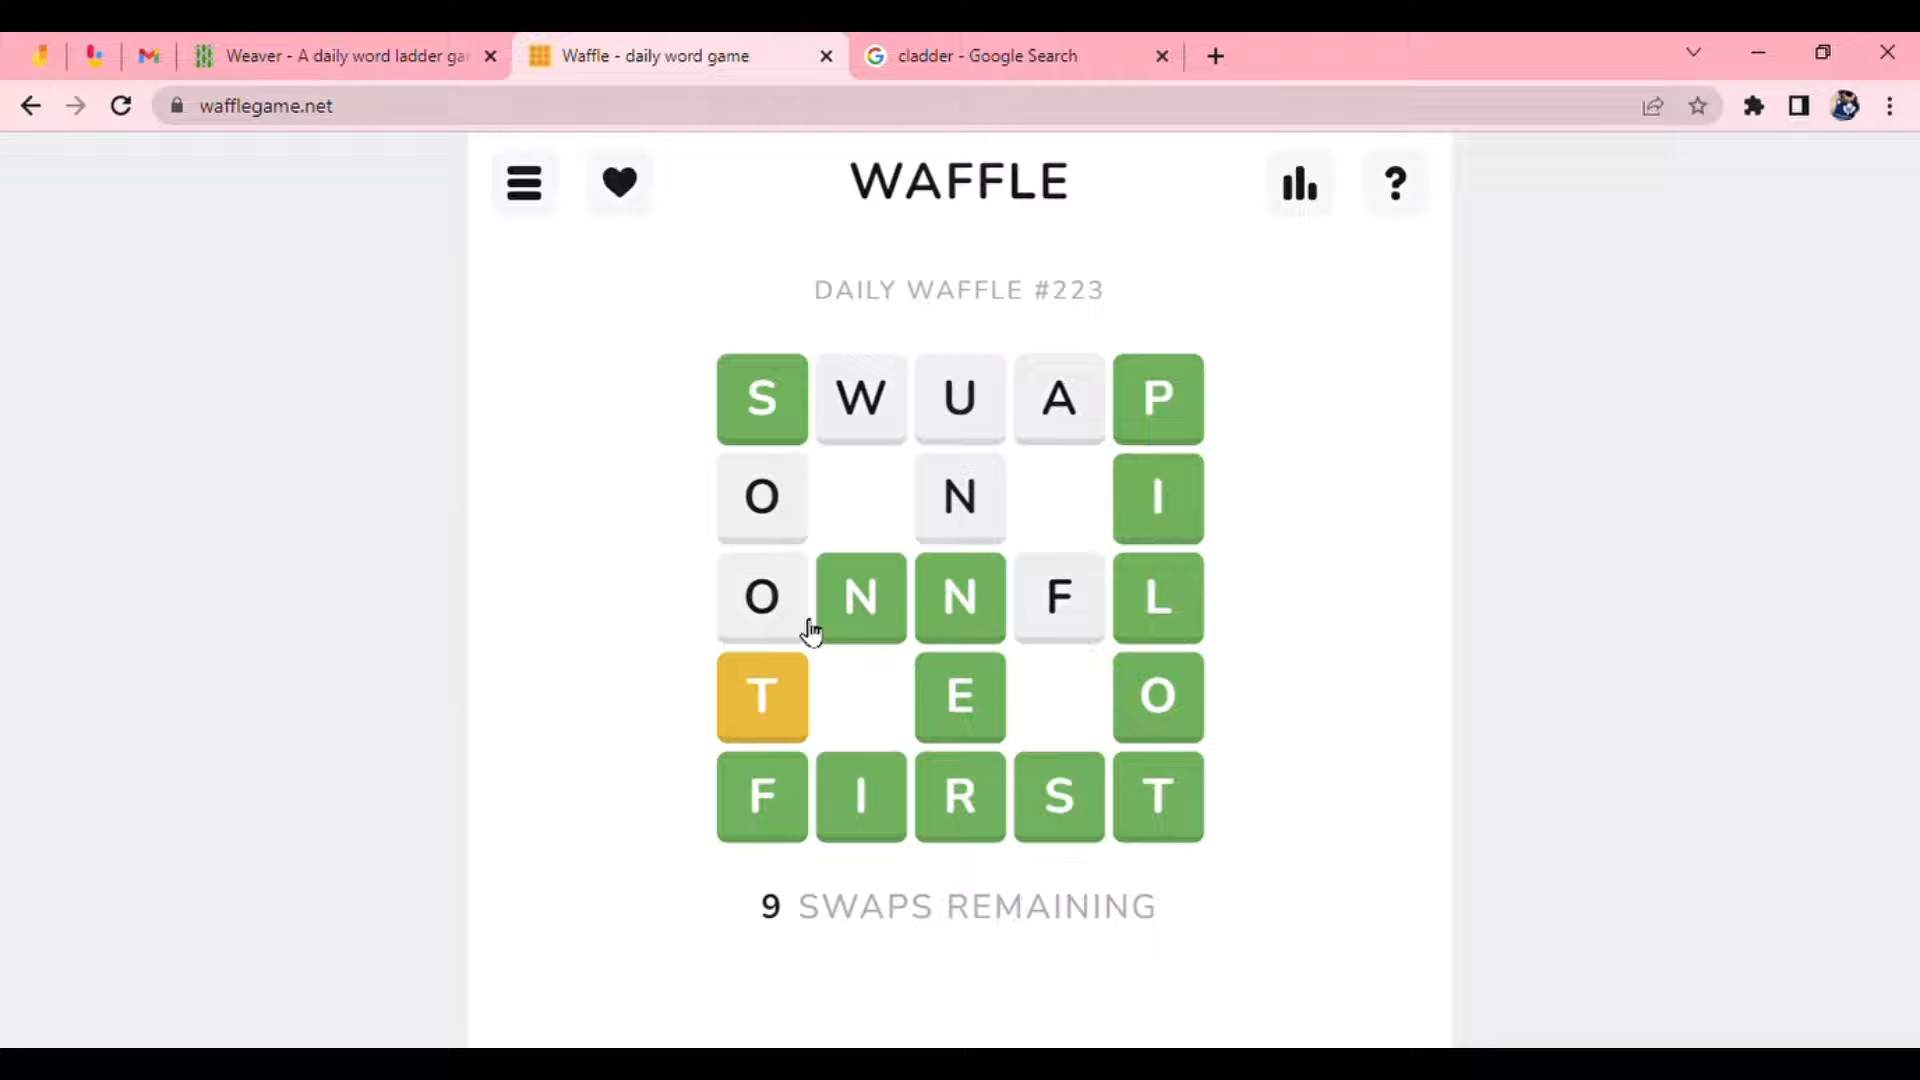 Weaver - A daily word ladder ga
Waffle - daily word game
cladder - Google Search
wafflegame.net
WAFFLE
?
DAILY WAFFLE #223
S W U A P
O N I
O N N F L
T E O
F I R S T
9 SWAPS REMAINING